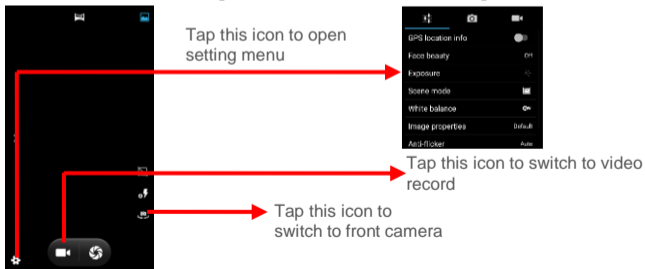 Tap this icon to open
setting menu
GPS location info
Face beauty
Off
Exposure
Scene mode
White balance
Image properties
Default
Anti-flicker
Auto
Tap this icon to switch to video
record
Tap this icon to
switch to front camera